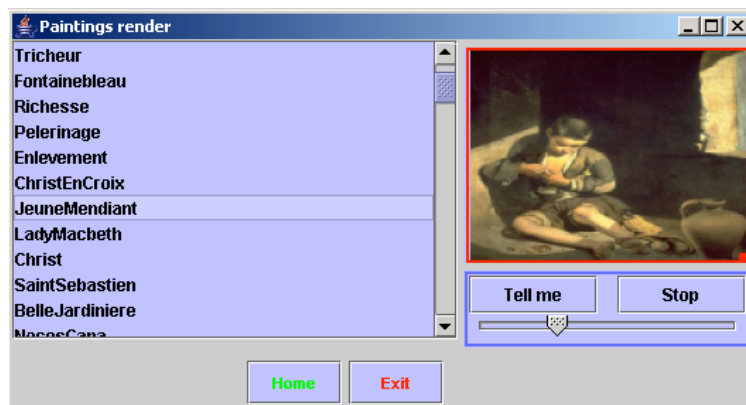 Paintings render
Tricheur
Fontainebleau
Richesse
Pelerinage
Enlevement
ChristEnCroix
JeuneMendiant
LadyMacbeth
Christ
SaintSebastien
BelleJardiniere
Tell me
Stop
Home
Exit